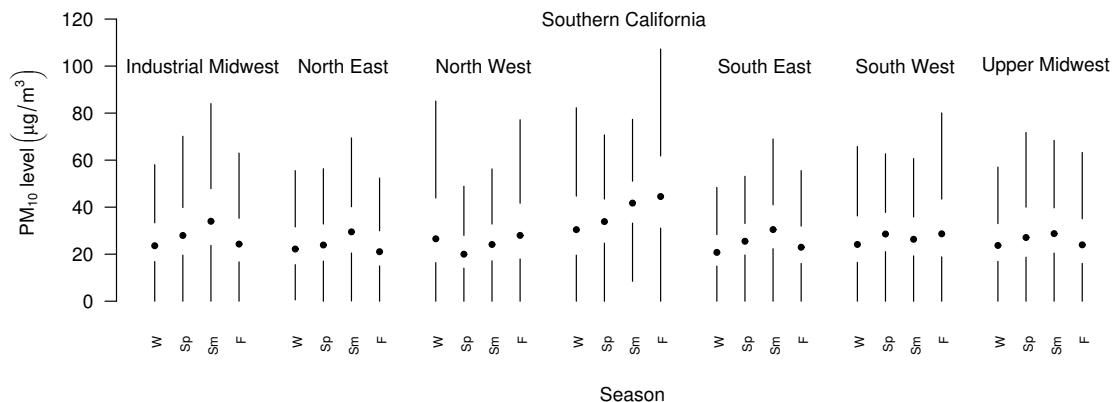 Southern California
Industrial Midwest North East North West South East South West Upper Midwest
PM₁₀ level (μg/m³)
120
100
80
60
40
20
0
W Sp Sm F W Sp Sm F W Sp Sm F W Sp Sm F W Sp Sm F W Sp Sm F W Sp Sm F
Season